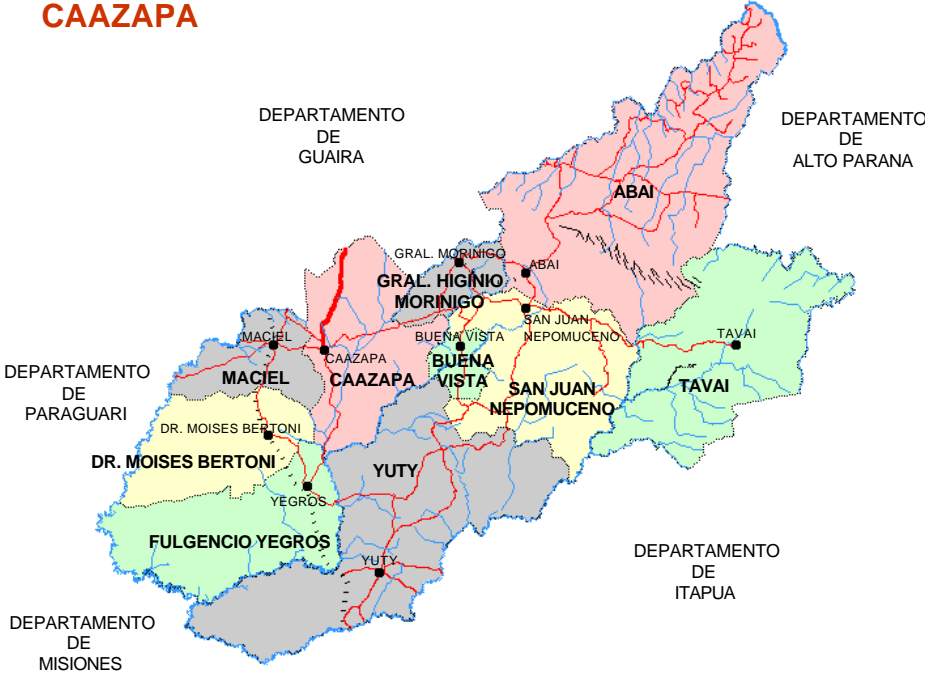 CAAZAPA
DEPARTAMENTO
DE
GUAIRA
DEPARTAMENTO
DE
ALTO PARANA
ABAI
GRAL. MORINIGO
ABAI
GRAL. HIGINIO
MORINIGO
SAN JUAN
NEPOMUCENO
BUENA VISTA
TAVAI
MACIEL
CAAZAPA
BUENA
VISTA
DEPARTAMENTO
DE
PARAGUARI
MACIEL
CAAZAPA
SAN JUAN
NEPOMUCENO
TAVAI
DR. MOISES BERTONI
DR. MOISES BERTONI
YUTY
YEGROS
FULGENCIO YEGROS
YUTY
DEPARTAMENTO
DE
ITAPUA
DEPARTAMENTO
DE
MISIONES